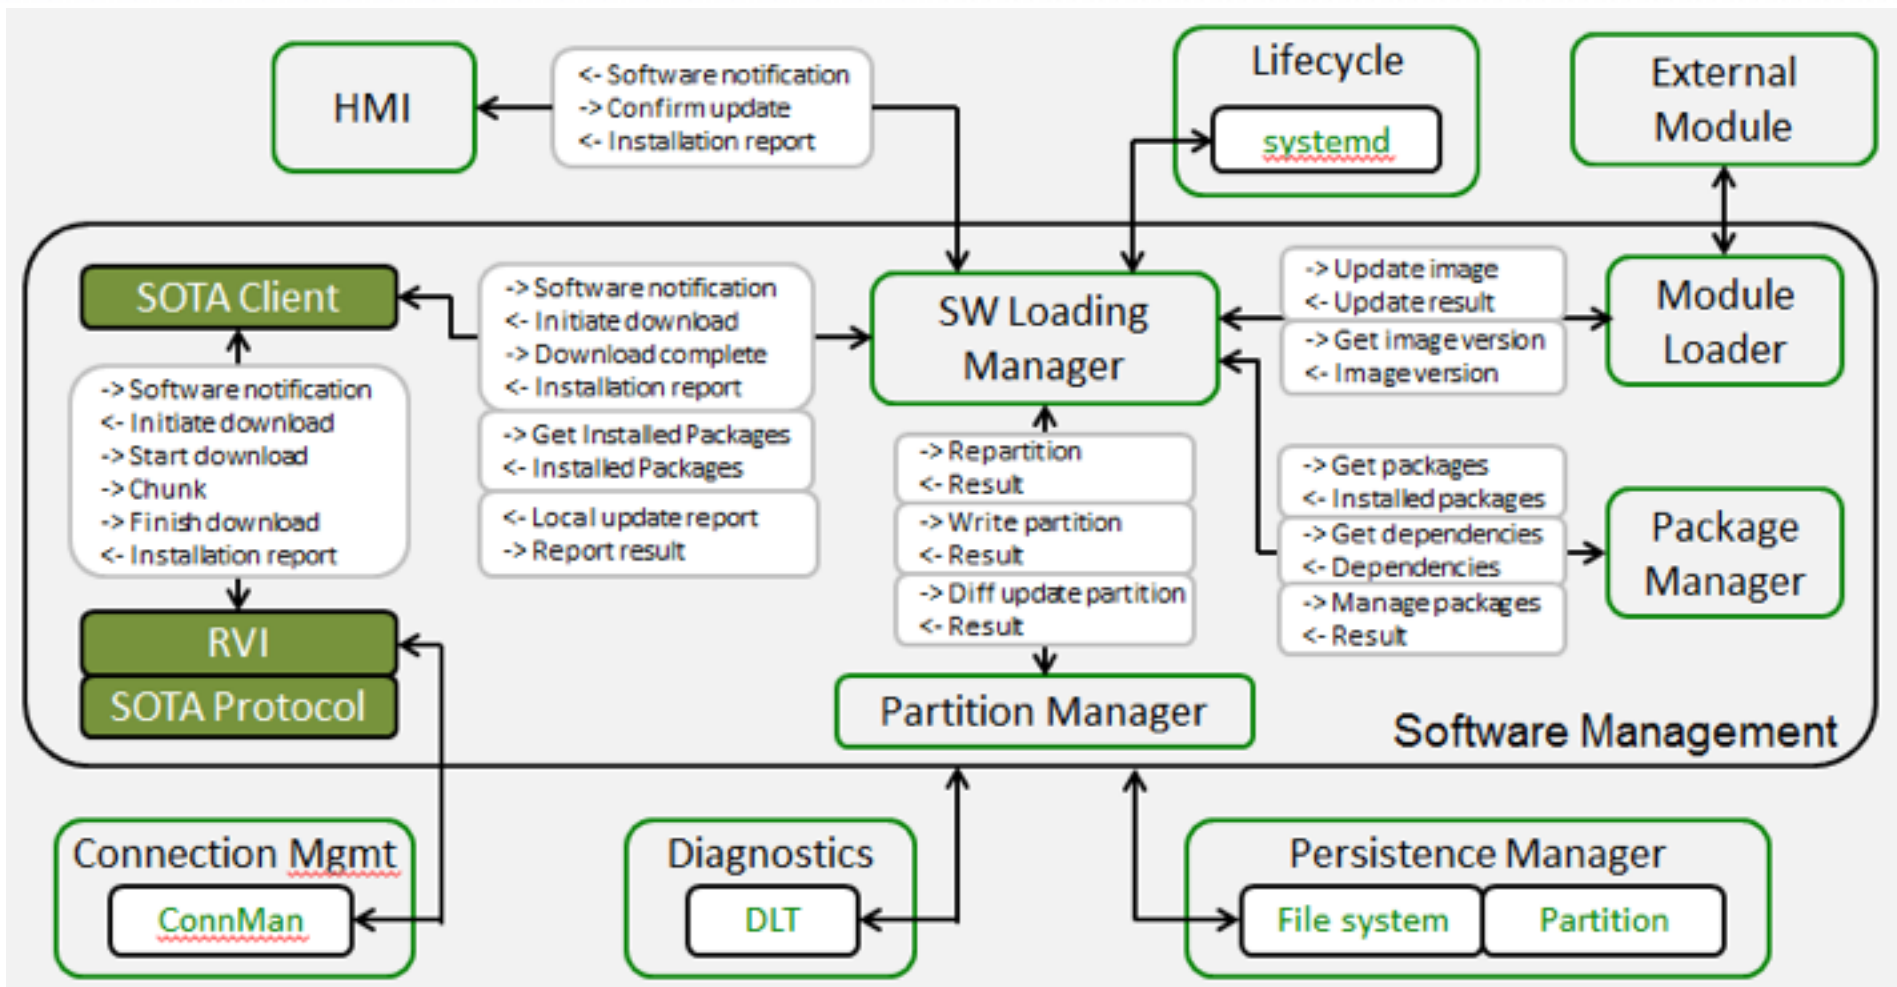 HMI
<- Software notification
-> Confirm update
<- Installation report
Lifecycle
systemd
External
Module
SOTA Client
-> Software notification
<- Initiate download
-> Start download
-> Chunk
-> Finish download
<- Installation report
RVI
SOTA Protocol
-> Software notification
<- Initiate download
-> Download complete
<- Installation report
-> Get Installed Packages
<- Installed Packages
<- Local update report
-> Report result
SW Loading
Manager
-> Repartition
<- Result
-> Write partition
<- Result
-> Diff update partition
<- Result
Partition Manager
-> Update image
<- Update result
-> Get image version
<- Image version
Module
Loader
-> Get packages
<- Installed packages
-> Get dependencies
<- Dependencies
-> Manage packages
<- Result
Package
Manager
Software Management
Connection Mgmt
ConnMan
Diagnostics
DLT
Persistence Manager
File system
Partition